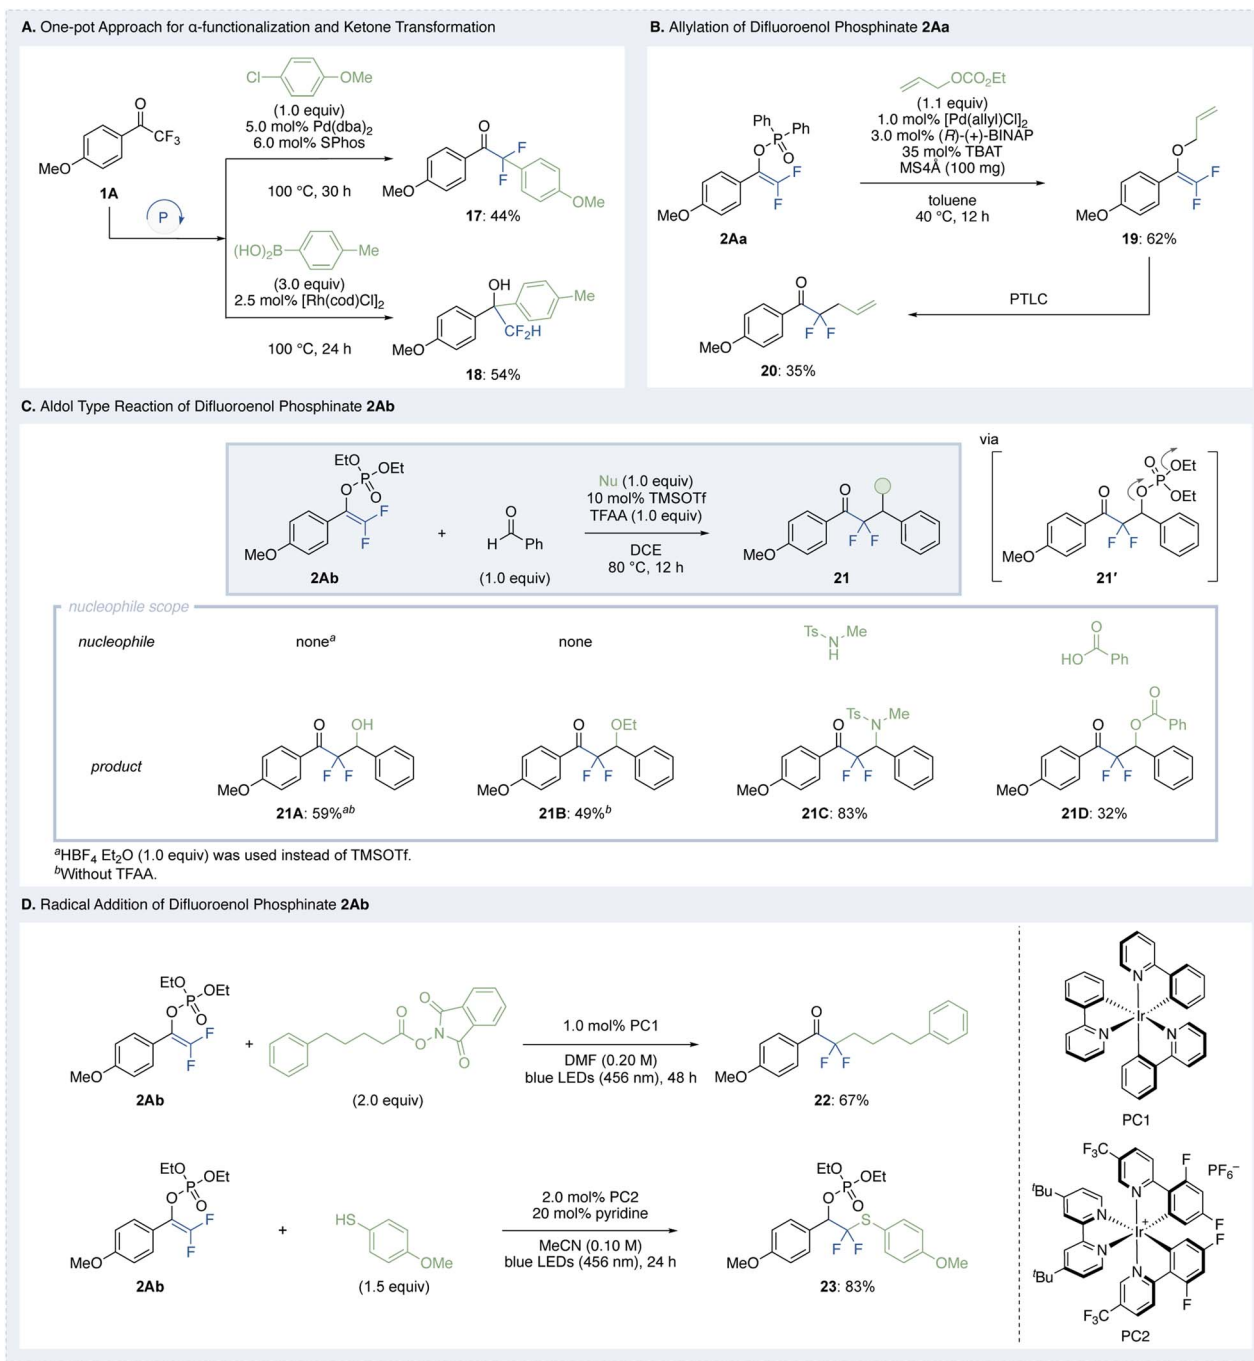 A. One-pot Approach for α-functionalization and Ketone Transformation
O
CF3
MeO
1A
P
Cl
OMe
(1.0 equiv)
5.0 mol% Pd(dba)2
6.0 mol% SPhos
100 °C, 30 h
O
F
F
MeO
OMe
17: 44%
(HO)2B
Me
(3.0 equiv)
2.5 mol% [Rh(cod)Cl]2
100 °C, 24 h
OH
Me
CF2H
MeO
18: 54%
B. Allylation of Difluoroenol Phosphinate 2Aa
Ph
Ph
P
O
O
F
F
MeO
2Aa
OCO2Et
(1.1 equiv)
1.0 mol% [Pd(allyl)Cl]2
3.0 mol% (R)-(+)-BINAP
35 mol% TBAT
MS4Å (100 mg)
toluene
40 °C, 12 h
O
F
F
MeO
19: 62%
PTLC
O
F F
MeO
20: 35%
C. Aldol Type Reaction of Difluoroenol Phosphinate 2Ab
EtO
OEt
P
O
O
F
F
MeO
2Ab
+
O
H
Ph
(1.0 equiv)
Nu (1.0 equiv)
10 mol% TMSOTf
TFAA (1.0 equiv)
DCE
80 °C, 12 h
O
F F
MeO
21
via
O
OEt
P
O
OEt
O
F F
MeO
21′
nucleophile scope
nucleophile
noneᵃ
none
Ts
Me
N
H
O
HO
Ph
product
O
OH
F F
MeO
21A: 59%ᵃᵇ
O
OEt
F F
MeO
21B: 49%ᵇ
Ts
Me
N
O
F F
MeO
21C: 83%
O
O
Ph
O
F F
MeO
21D: 32%
ᵃHBF4 Et2O (1.0 equiv) was used instead of TMSOTf.
ᵇWithout TFAA.
D. Radical Addition of Difluoroenol Phosphinate 2Ab
EtO
OEt
P
O
O
F
F
MeO
2Ab
+
O
O
N
O
O
(2.0 equiv)
1.0 mol% PC1
DMF (0.20 M)
blue LEDs (456 nm), 48 h
O
F F
MeO
22: 67%
N
Ir
N
N
PC1
EtO
OEt
P
O
O
F
F
MeO
2Ab
+
HS
OMe
(1.5 equiv)
2.0 mol% PC2
20 mol% pyridine
MeCN (0.10 M)
blue LEDs (456 nm), 24 h
EtO
OEt
P
O
O
S
F F
MeO
OMe
23: 83%
F3C
F
PF6−
ᵗBu
N
N
F
Ir+
F
N
N
ᵗBu
F3C
F
PC2